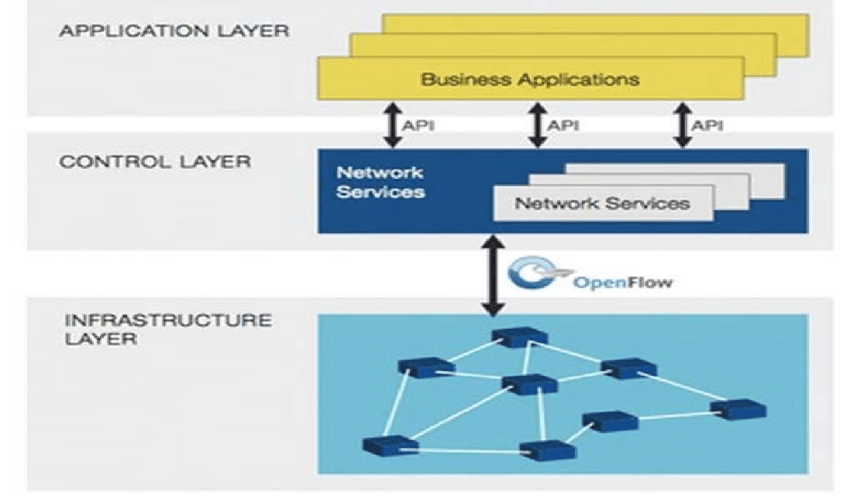 APPLICATION LAYER
Business Applications
API
API
API
CONTROL LAYER
Network
Services
Network Services
OpenFlow
INFRASTRUCTURE
LAYER